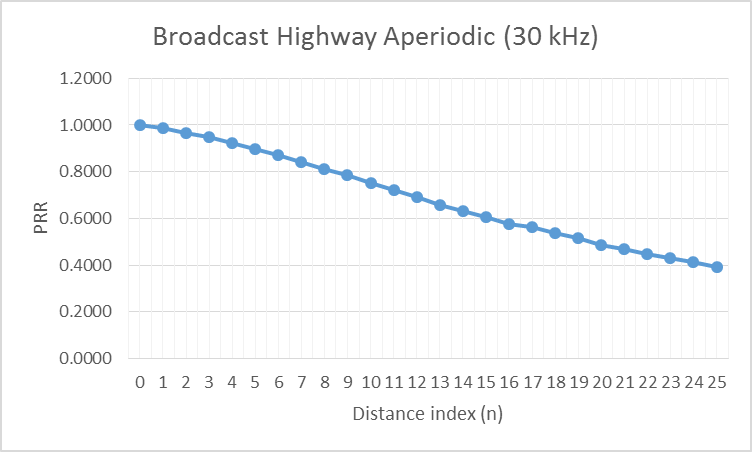 Broadcast Highway Aperiodic (30 kHz)
1.2000
1.0000
0.8000
0.6000
0.4000
0.2000
0.0000
PRR
0 1 2 3 4 5 6 7 8 9 10 11 12 13 14 15 16 17 18 19 20 21 22 23 24 25
Distance index (n)